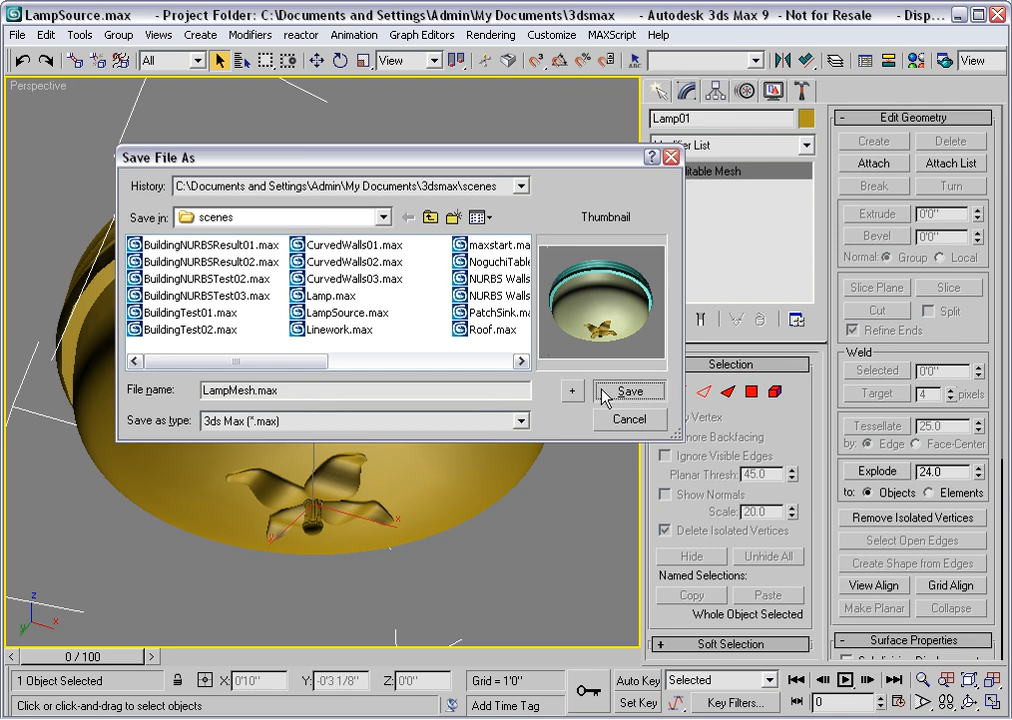 LampSource.max - Project Folder: C:\Documents and Settings\Admin\My Documents\3dsmax - Autodesk 3ds Max 9 - Not for Resale - Disp...
File Edit Tools Group Views Create Modifiers reactor Animation Graph Editors Rendering Customize MAXScript Help
All View View
Perspective
Lamp01
Modifier List
Save File As
History: C:\Documents and Settings\Admin\My Documents\3dsmax\scenes
Save in: scenes
Thumbnail
BuildingNURBSResult01.max CurvedWalls01.max maxstart.ma
BuildingNURBSResult02.max CurvedWalls02.max NoguchiTable
BuildingNURBSTest02.max CurvedWalls03.max NURBS Walls
BuildingNURBSTest03.max Lamp.max NURBS Walls
BuildingTest01.max LampSource.max PatchSink.ma
BuildingTest02.max Linework.max Roof.max
File name: LampMesh.max
+ Save
Save as type: 3ds Max (*.max)
Cancel
Selection
Ignore Visible Edges
Planar Thresh: 45.0
Show Normals
Scale: 20.0
Delete Isolated Vertices
Hide Unhide All
Named Selections:
Copy Paste
Whole Object Selected
+ Soft Selection
- Edit Geometry
Create Delete
Attach Attach List
Break Turn
Extrude 0'0"
Bevel 0'0"
Normal: Group Local
Slice Plane Slice
Cut Split
Refine Ends
Weld
Selected 0'0"
Target 4 pixels
Tessellate 25.0
by: Edge Face-Center
Explode 24.0
to: Objects Elements
Remove Isolated Vertices
Select Open Edges
Create Shape from Edges
View Align Grid Align
Make Planar Collapse
- Surface Properties
x
x
y
z
0 / 100
1 Object Selected X: 0'10" Y: -0'3 1/8" Z: 0'0" Grid = 1'0" Auto Key Selected
Click or click-and-drag to select objects Add Time Tag Set Key Key Filters... 0